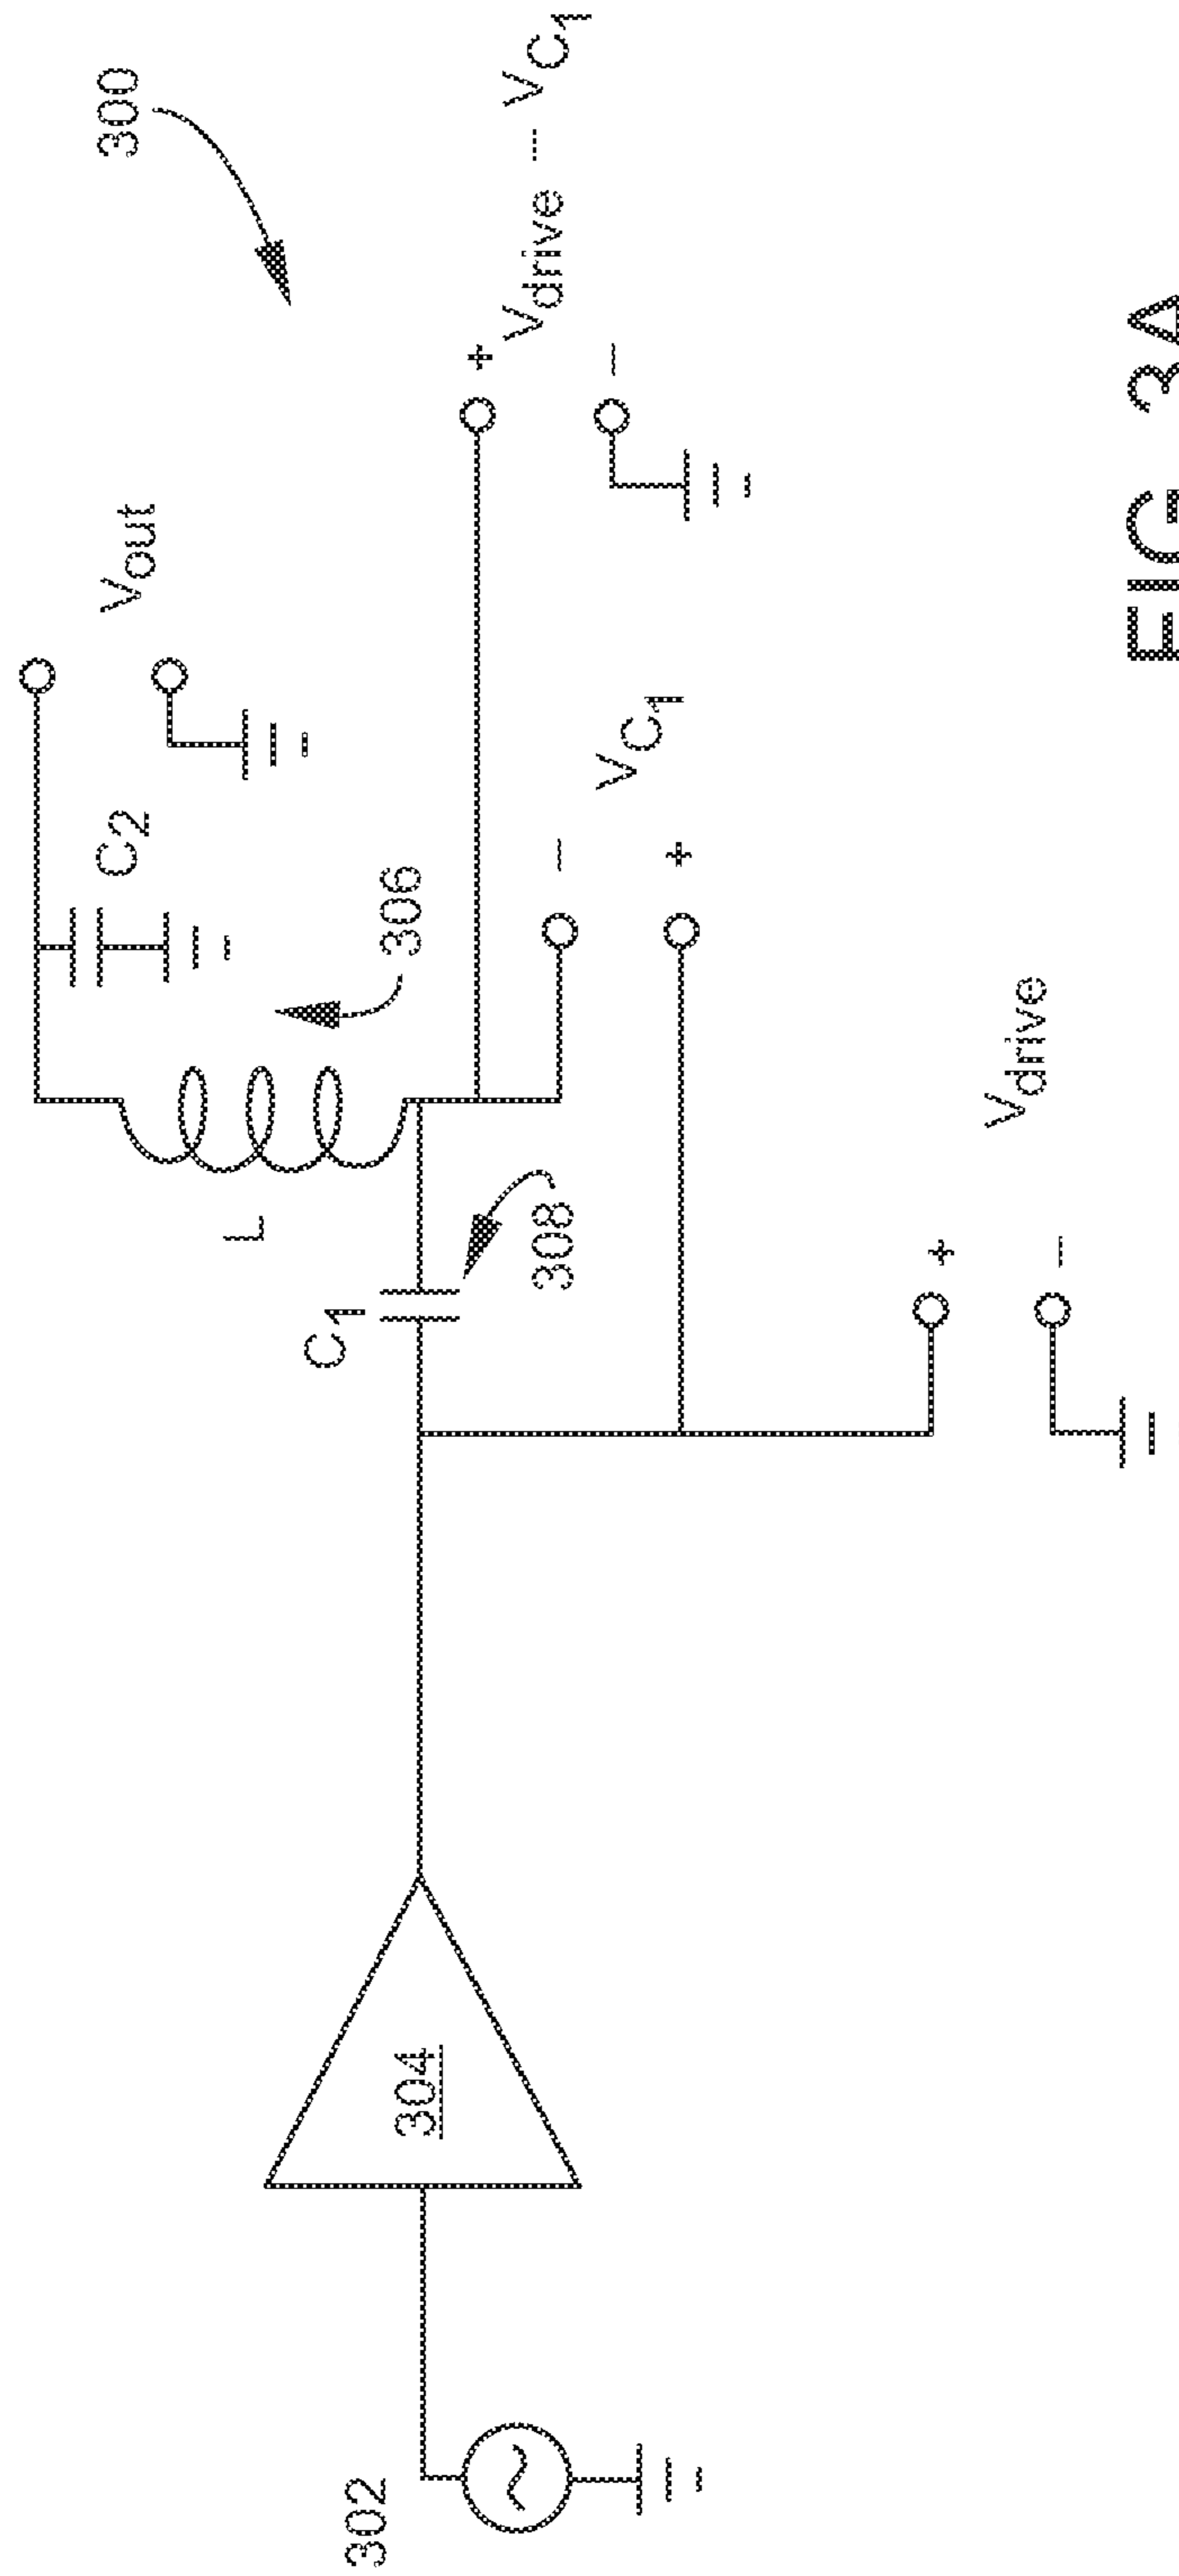 300
Vout
C2
306
L
Vdrive --- VC1
+
−
C1
308
−
VC1
+
304
302
+
Vdrive
−
FIG 3A